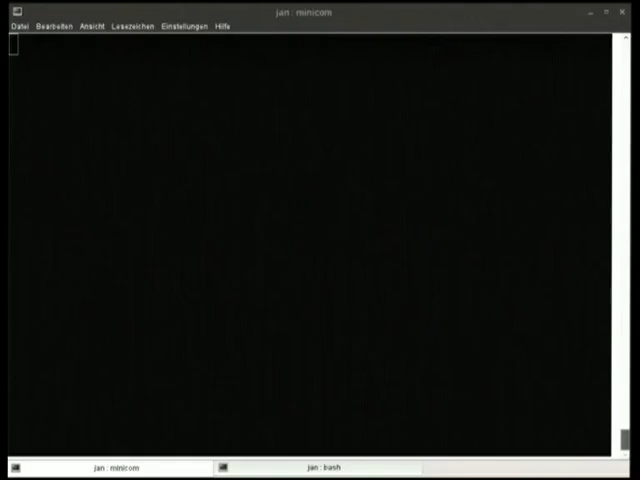 jan : minicom
Datei Bearbeiten Ansicht Lesezeichen Einstellungen Hilfe
jan : minicom jan : bash